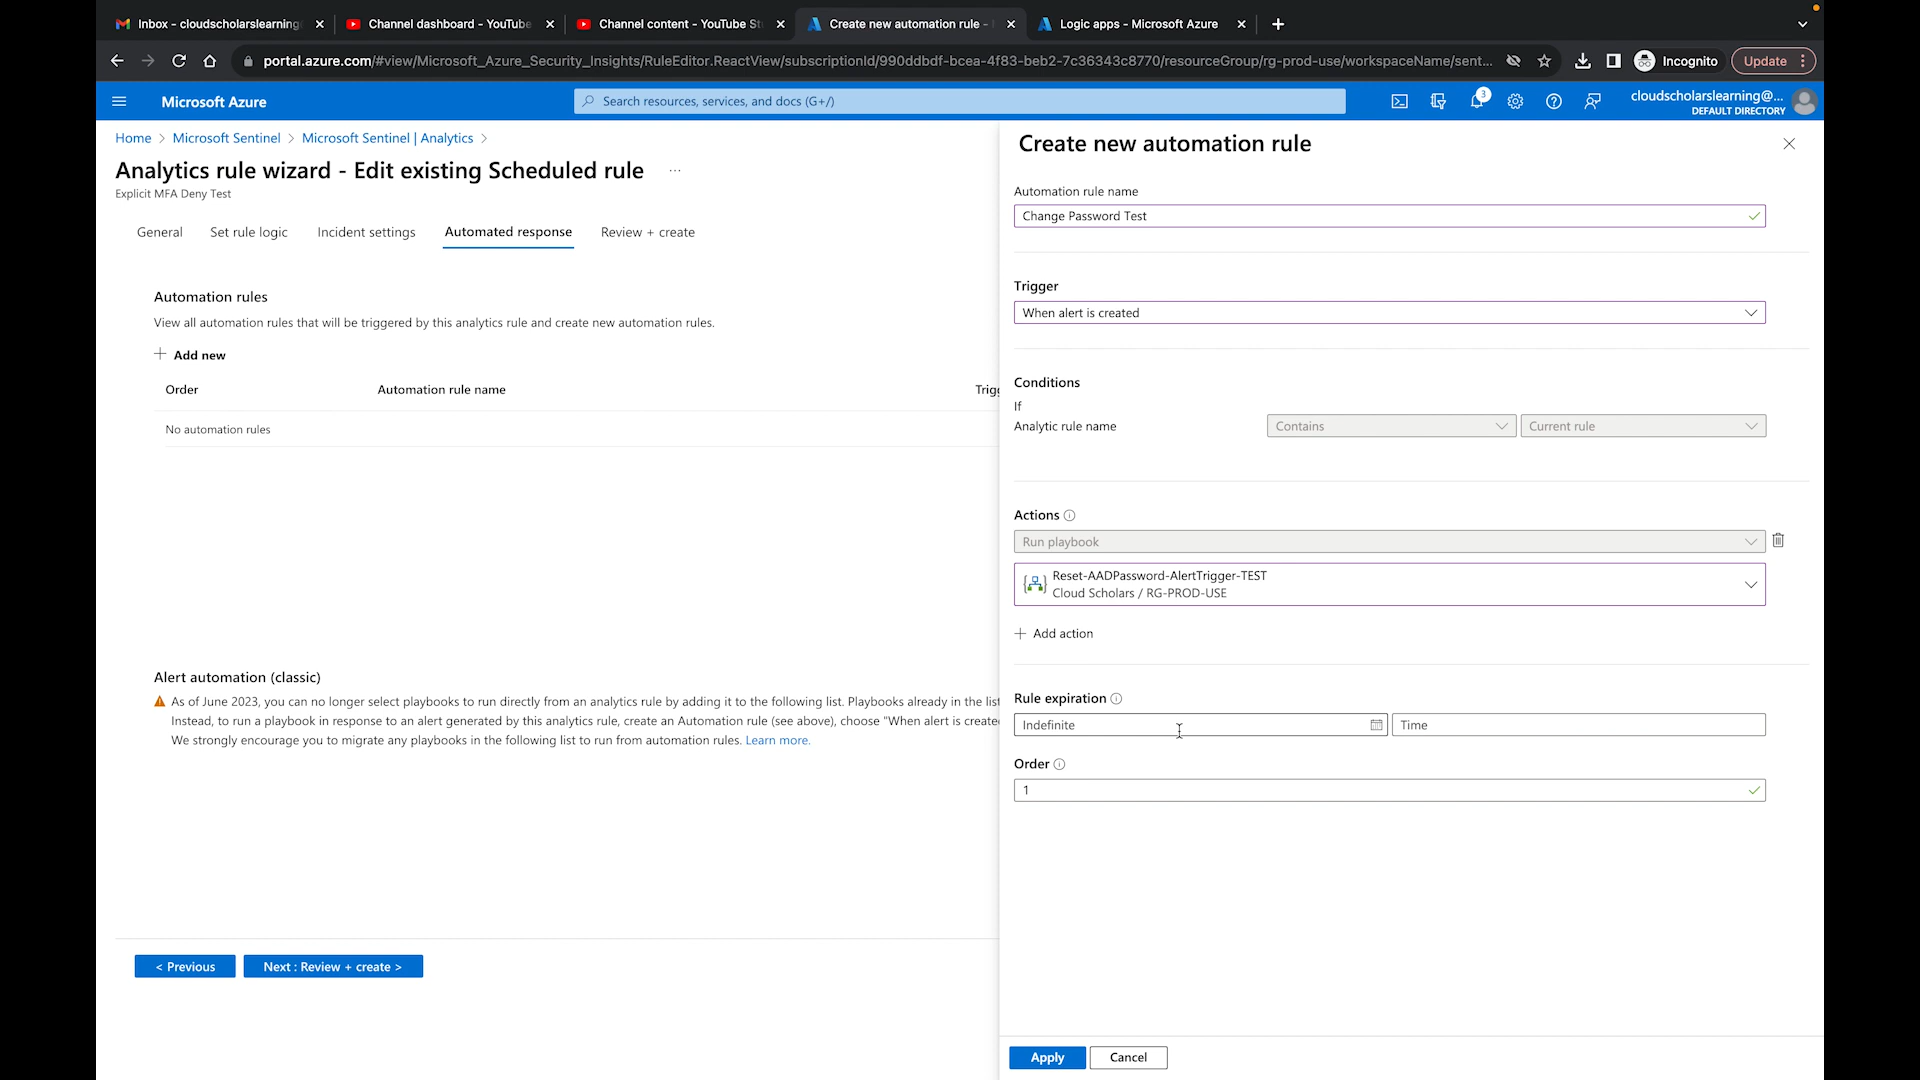 Inbox - cloudscholarslearning
Channel dashboard - YouTube
Channel content - YouTube St
Create new automation rule -
Logic apps - Microsoft Azure
portal.azure.com/#view/Microsoft_Azure_Security_Insights/RuleEditor.ReactView/subscriptionId/990ddbdf-bcea-4f83-beb2-7c36343c8770/resourceGroup/rg-prod-use/workspaceName/sent...
Incognito
Update
Microsoft Azure
Search resources, services, and docs (G+/)
3
cloudscholarslearning@...
DEFAULT DIRECTORY
Home > Microsoft Sentinel > Microsoft Sentinel | Analytics >
Analytics rule wizard - Edit existing Scheduled rule ...
Explicit MFA Deny Test
General
Set rule logic
Incident settings
Automated response
Review + create
Automation rules
View all automation rules that will be triggered by this analytics rule and create new automation rules.
+ Add new
Order
Automation rule name
Trigg
No automation rules
Alert automation (classic)
As of June 2023, you can no longer select playbooks to run directly from an analytics rule by adding it to the following list. Playbooks already in the list
Instead, to run a playbook in response to an alert generated by this analytics rule, create an Automation rule (see above), choose "When alert is created
We strongly encourage you to migrate any playbooks in the following list to run from automation rules. Learn more.
< Previous
Next : Review + create >
Create new automation rule
Automation rule name
Change Password Test
Trigger
When alert is created
Conditions
If
Analytic rule name
Contains
Current rule
Actions
Run playbook
Reset-AADPassword-AlertTrigger-TEST
Cloud Scholars / RG-PROD-USE
+ Add action
Rule expiration
Indefinite
Time
Order
1
Apply
Cancel